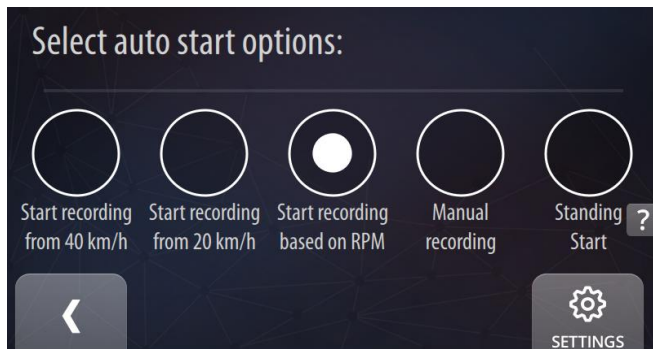 Select auto start options:
Start recording from 40 km/h
Start recording from 20 km/h
Start recording based on RPM
Manual recording
Standing Start
?
SETTINGS